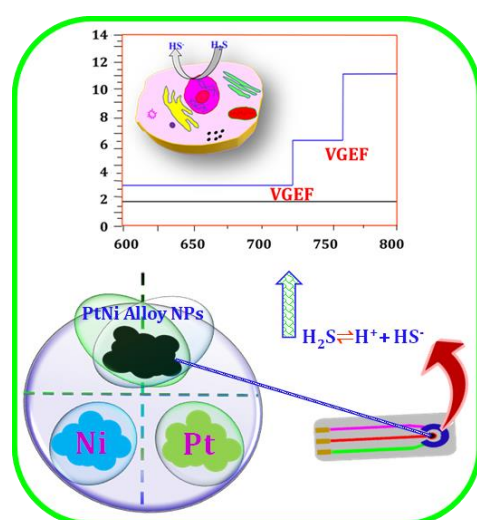 14
12
10
8
6
4
2
0
HS-
H2S
VGEF
VGEF
600 650 700 750 800
PtNi Alloy NPs
H₂S⇌H⁺+ HS⁻
Ni
Pt